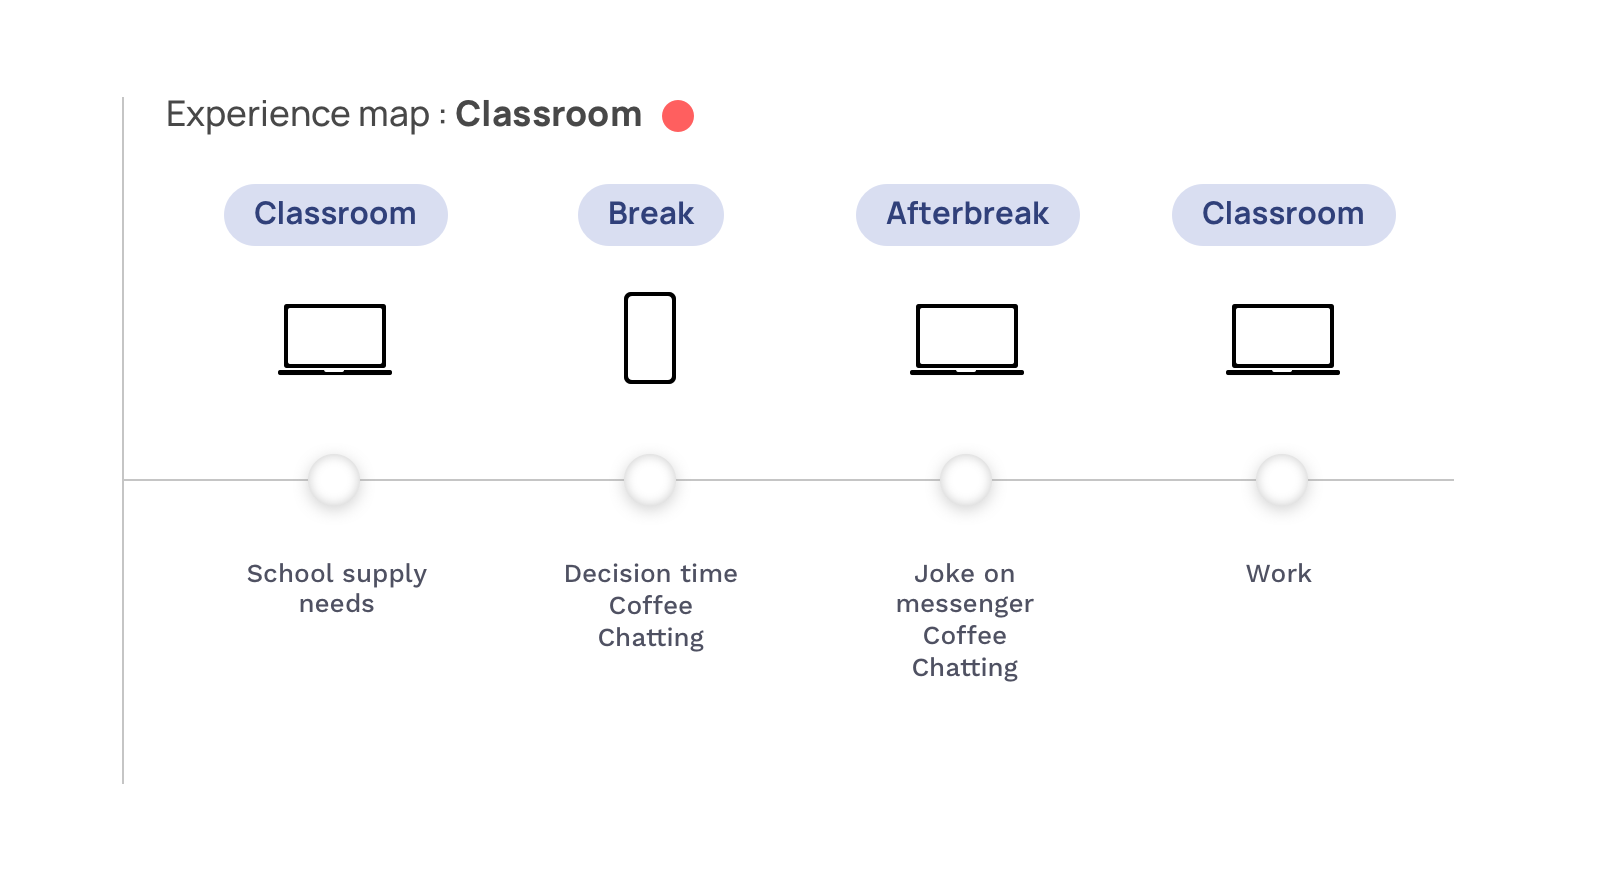 Experience map : Classroom
Classroom
Break
Afterbreak
Classroom
School supply
needs
Decision time
Coffee
Chatting
Joke on
messenger
Coffee
Chatting
Work